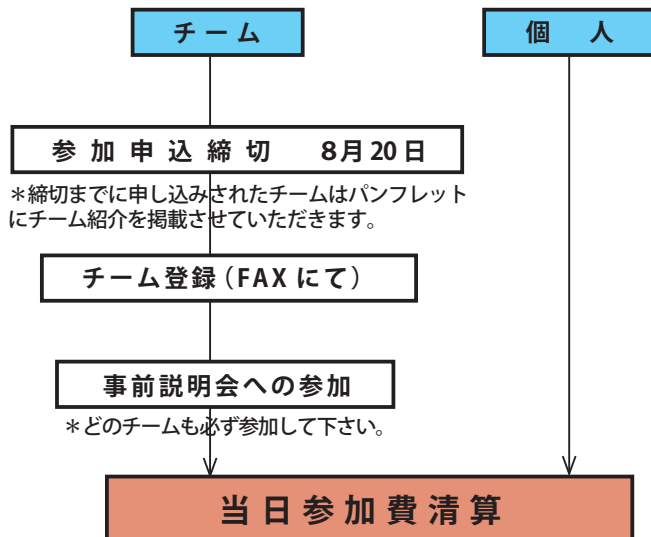 チーム
個　人
参加申込締切　8月20日
＊締切までに申し込みされたチームはパンフレット
にチーム紹介を掲載させていただきます。
チーム登録（FAXにて）
事前説明会への参加
＊どのチームも必ず参加して下さい。
当日参加費清算